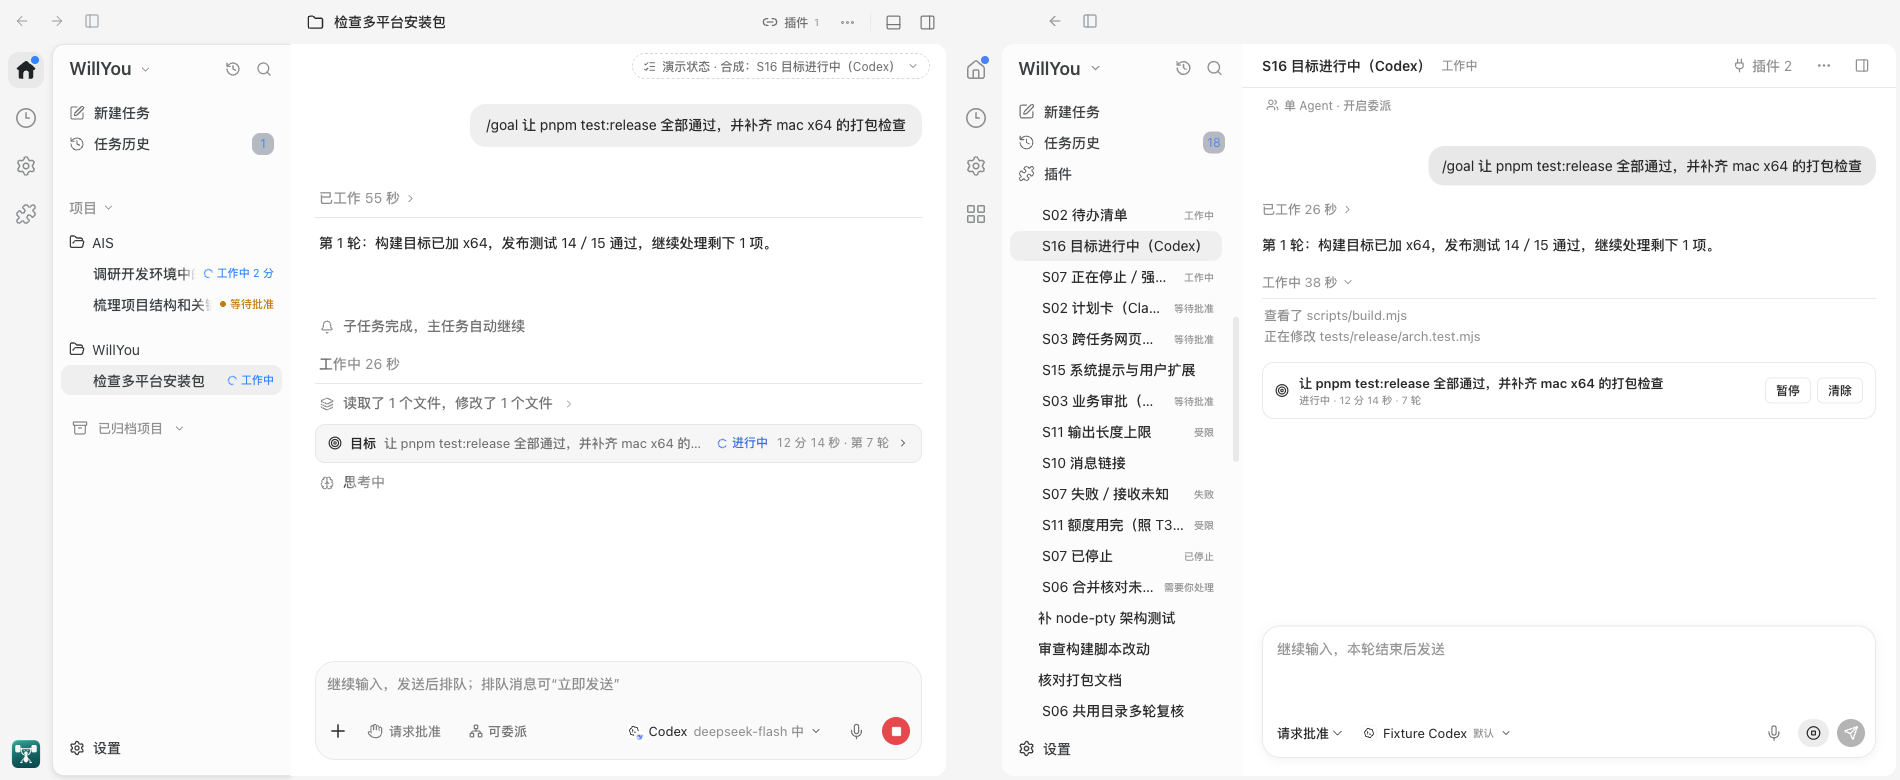 检查多平台安装包
插件 1
WillYou
新建任务
任务历史
1
项目
AIS
调研开发环境中
工作中 2 分
梳理项目结构和关
等待批准
WillYou
检查多平台安装包
工作中
已归档项目
设置
演示状态 · 合成：S16 目标进行中（Codex）
/goal 让 pnpm test:release 全部通过，并补齐 mac x64 的打包检查
已工作 55 秒
第 1 轮：构建目标已加 x64，发布测试 14 / 15 通过，继续处理剩下 1 项。
子任务完成，主任务自动继续
工作中 26 秒
读取了 1 个文件，修改了 1 个文件
目标 让 pnpm test:release 全部通过，并补齐 mac x64 的... 进行中 12 分 14 秒 · 第 7 轮
思考中
继续输入，发送后排队；排队消息可“立即发送”
请求批准
可委派
Codex deepseek-flash 中
WillYou
新建任务
任务历史
18
插件
S02 待办清单 工作中
S16 目标进行中（Codex）
S07 正在停止 / 强... 工作中
S02 计划卡（Cla... 等待批准
S03 跨任务网页... 等待批准
S15 系统提示与用户扩展
S03 业务审批（... 等待批准
S11 输出长度上限 受限
S10 消息链接
S07 失败 / 接收未知 失败
S11 额度用完（照 T3... 受限
S07 已停止 已停止
S06 合并核对未... 需要你处理
补 node-pty 架构测试
审查构建脚本改动
核对打包文档
S06 共用目录多轮复核
设置
S16 目标进行中（Codex） 工作中
插件 2
单 Agent · 开启委派
/goal 让 pnpm test:release 全部通过，并补齐 mac x64 的打包检查
已工作 26 秒
第 1 轮：构建目标已加 x64，发布测试 14 / 15 通过，继续处理剩下 1 项。
工作中 38 秒
查看了 scripts/build.mjs
正在修改 tests/release/arch.test.mjs
让 pnpm test:release 全部通过，并补齐 mac x64 的打包检查
进行中 · 12 分 14 秒 · 7 轮
暂停
清除
继续输入，本轮结束后发送
请求批准
Fixture Codex 默认